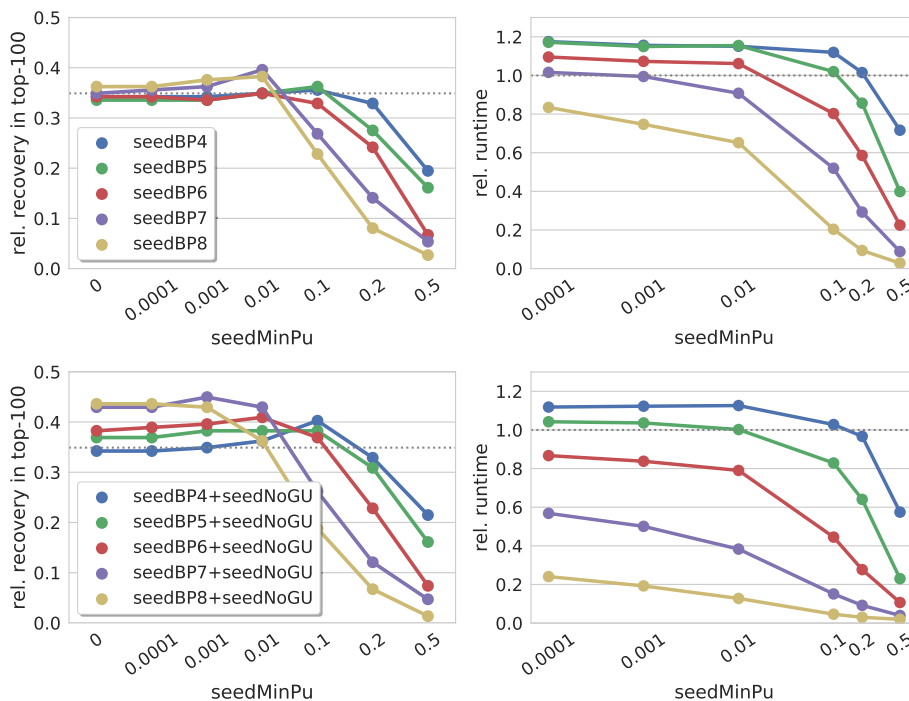 0.5
0.4
0.3
0.2
0.1
0.0
rel. recovery in top-100
seedBP4
seedBP5
seedBP6
seedBP7
seedBP8
0
0.0001
0.001
0.01
0.1
0.2
0.5
seedMinPu
1.2
1.0
0.8
0.6
0.4
0.2
0.0
rel. runtime
0.0001
0.001
0.01
0.1
0.2
0.5
seedMinPu
0.5
0.4
0.3
0.2
0.1
0.0
rel. recovery in top-100
seedBP4+seedNoGU
seedBP5+seedNoGU
seedBP6+seedNoGU
seedBP7+seedNoGU
seedBP8+seedNoGU
0
0.0001
0.001
0.01
0.1
0.2
0.5
seedMinPu
1.2
1.0
0.8
0.6
0.4
0.2
0.0
rel. runtime
0.0001
0.001
0.01
0.1
0.2
0.5
seedMinPu